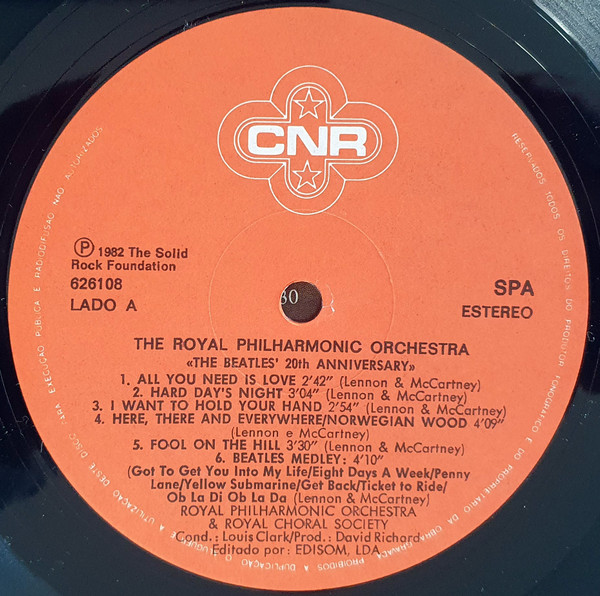 CNR
℗ 1982 The Solid
Rock Foundation
626108
LADO A
30
SPA
ESTEREO
THE ROYAL PHILHARMONIC ORCHESTRA
«THE BEATLES' 20th ANNIVERSARY»
1. ALL YOU NEED IS LOVE 2'42" (Lennon & McCartney)
2. HARD DAY'S NIGHT 3'04" (Lennon & McCartney)
3. I WANT TO HOLD YOUR HAND 2'54" (Lennon & McCartney)
4. HERE, THERE AND EVERYWHERE/NORWEGIAN WOOD 4'09"
(Lennon e McCartney)
5. FOOL ON THE HILL 3'30" (Lennon & McCartney)
6. BEATLES MEDLEY: 4'10"
(Got To Get You Into My Life/Eight Days A Week/Penny
Lane/Yellow Submarine/Get Back/Ticket to Ride/
Ob La Di Ob La Da (Lennon & McCartney)
ROYAL PHILHARMONIC ORCHESTRA
& ROYAL CHORAL SOCIETY
Cond.: Louis Clark/Prod.: David Richard
Editado por: EDISOM, LDA.
RESERVADOS TODOS OS DIREITOS DO PRODUTOR FONOGRÁFICO E DO PROPRIETÁRIO DA OBRA GRAVADA PROIBIDOS A DUPLICAÇÃO O ALUGUER E A UTILIZAÇÃO DESTE DISCO PARA EXECUÇÃO PÚBLICA E RADIODIFUSÃO NÃO AUTORIZADOS